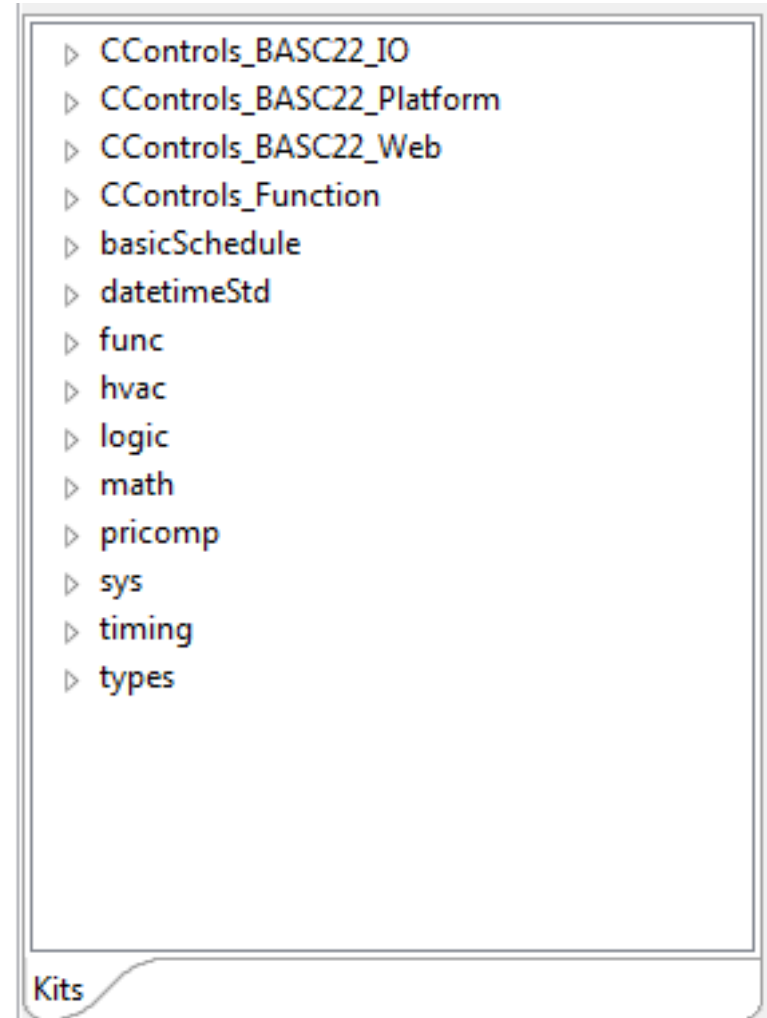 CControls_BASC22_IO
CControls_BASC22_Platform
CControls_BASC22_Web
CControls_Function
basicSchedule
datetimeStd
func
hvac
logic
math
pricomp
sys
timing
types
Kits